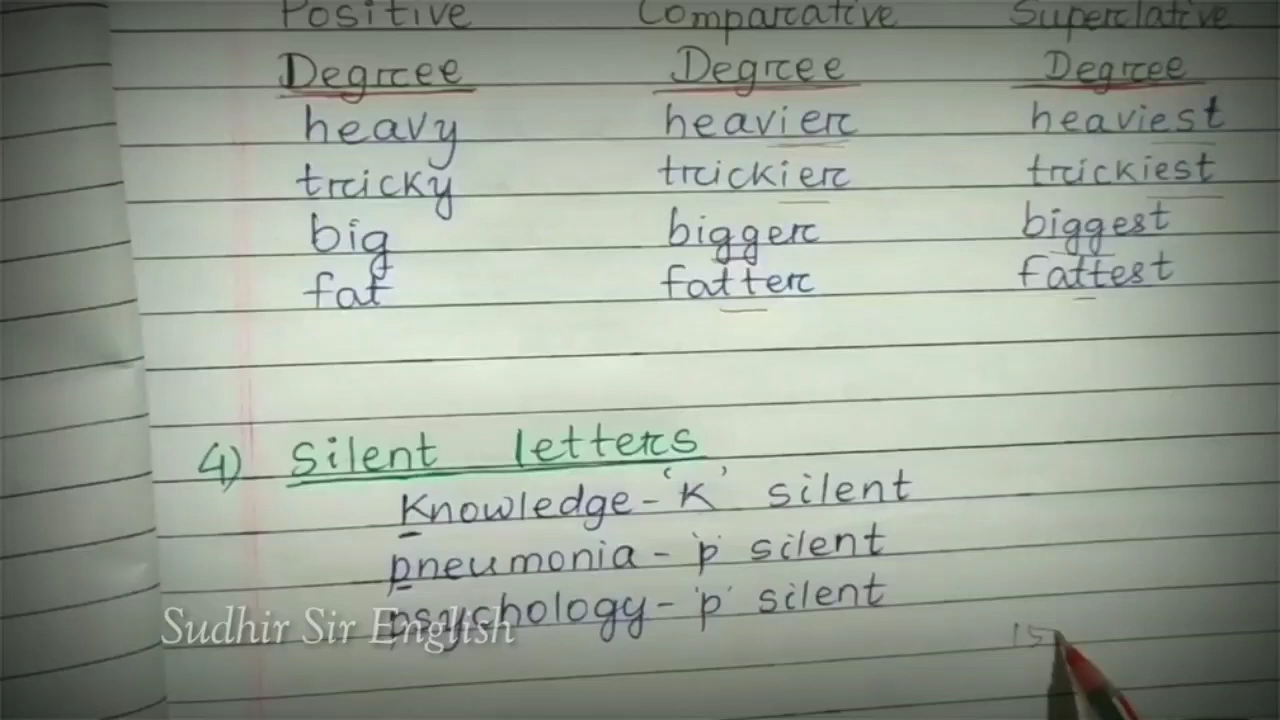 Positive Comparative Superlative
Degree Degree Degree
heavy heavier heaviest
tricky trickier trickiest
big bigger biggest
fat fatter fattest
4) Silent letters
Knowledge - 'K' silent
pneumonia - p silent
psychology - 'p' silent
Sudhir Sir English